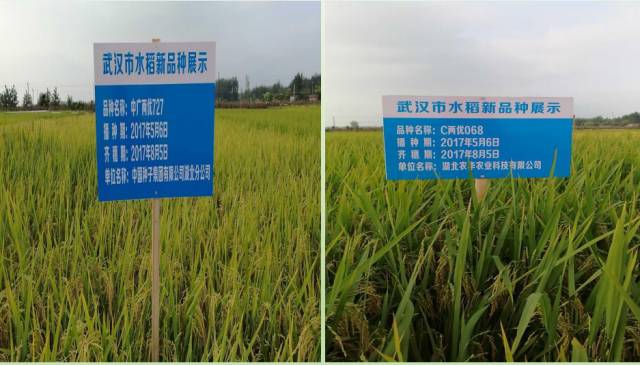 武汉市水稻新品种展示
品种名称：中广两优727
播 种 期：2017年5月6日
齐 穗 期：2017年8月5日
单位名称：中国种子集团有限公司湖北分公司
武汉市水稻新品种展示
品种名称：C两优068
播 种 期：2017年5月6日
齐 穗 期：2017年8月5日
单位名称：湖北农丰农业科技有限公司